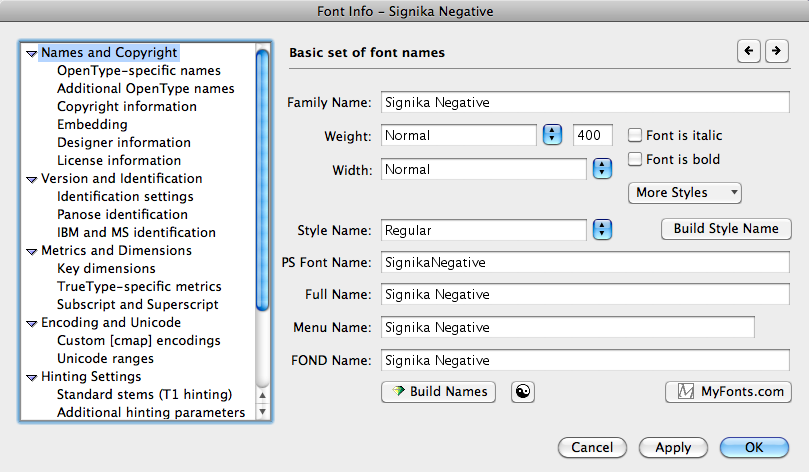 Font Info – Signika Negative
Names and Copyright
OpenType-specific names
Additional OpenType names
Copyright information
Embedding
Designer information
License information
Version and Identification
Identification settings
Panose identification
IBM and MS identification
Metrics and Dimensions
Key dimensions
TrueType-specific metrics
Subscript and Superscript
Encoding and Unicode
Custom [cmap] encodings
Unicode ranges
Hinting Settings
Standard stems (T1 hinting)
Additional hinting parameters
Basic set of font names
Family Name: Signika Negative
Weight: Normal 400 Font is italic
Font is bold
Width: Normal
More Styles
Style Name: Regular Build Style Name
PS Font Name: SignikaNegative
Full Name: Signika Negative
Menu Name: Signika Negative
FOND Name: Signika Negative
Build Names MyFonts.com
Cancel Apply OK